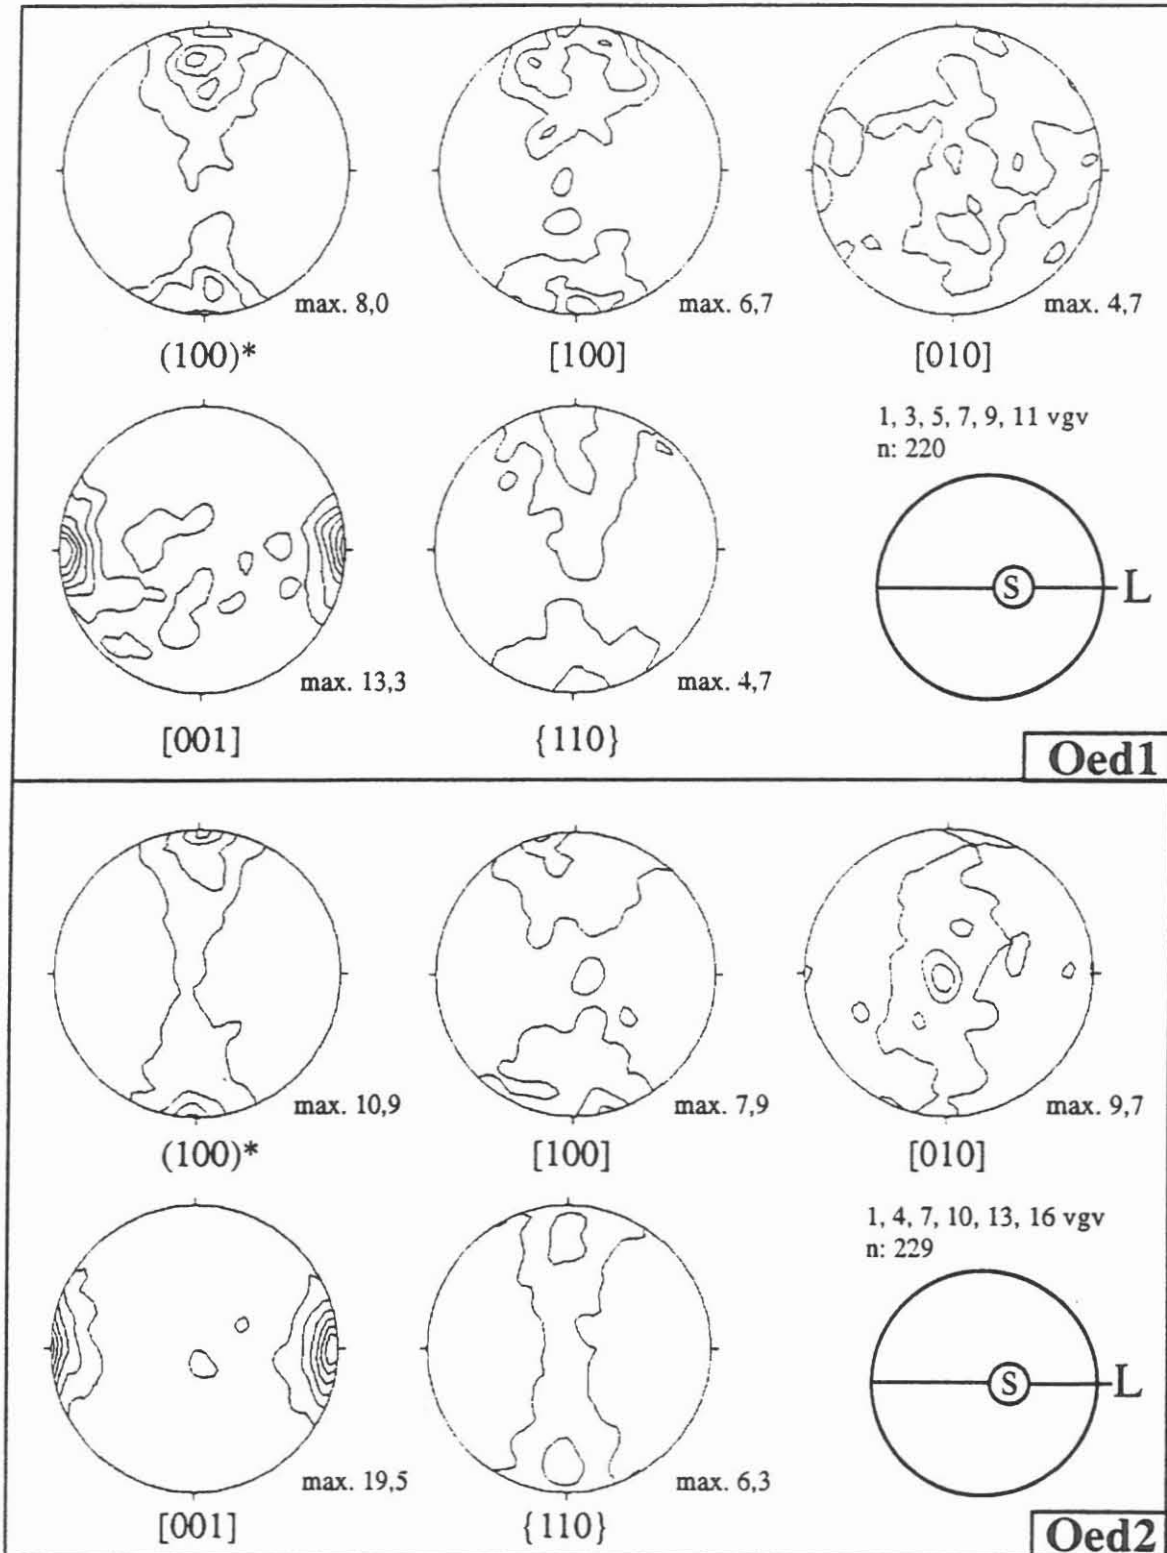 max. 8,0
max. 6,7
max. 4,7
(100)*
[100]
[010]
1, 3, 5, 7, 9, 11 vgv
n: 220
S
L
max. 13,3
max. 4,7
[001]
{110}
Oed1
max. 10,9
max. 7,9
max. 9,7
(100)*
[100]
[010]
1, 4, 7, 10, 13, 16 vgv
n: 229
S
L
max. 19,5
max. 6,3
[001]
{110}
Oed2